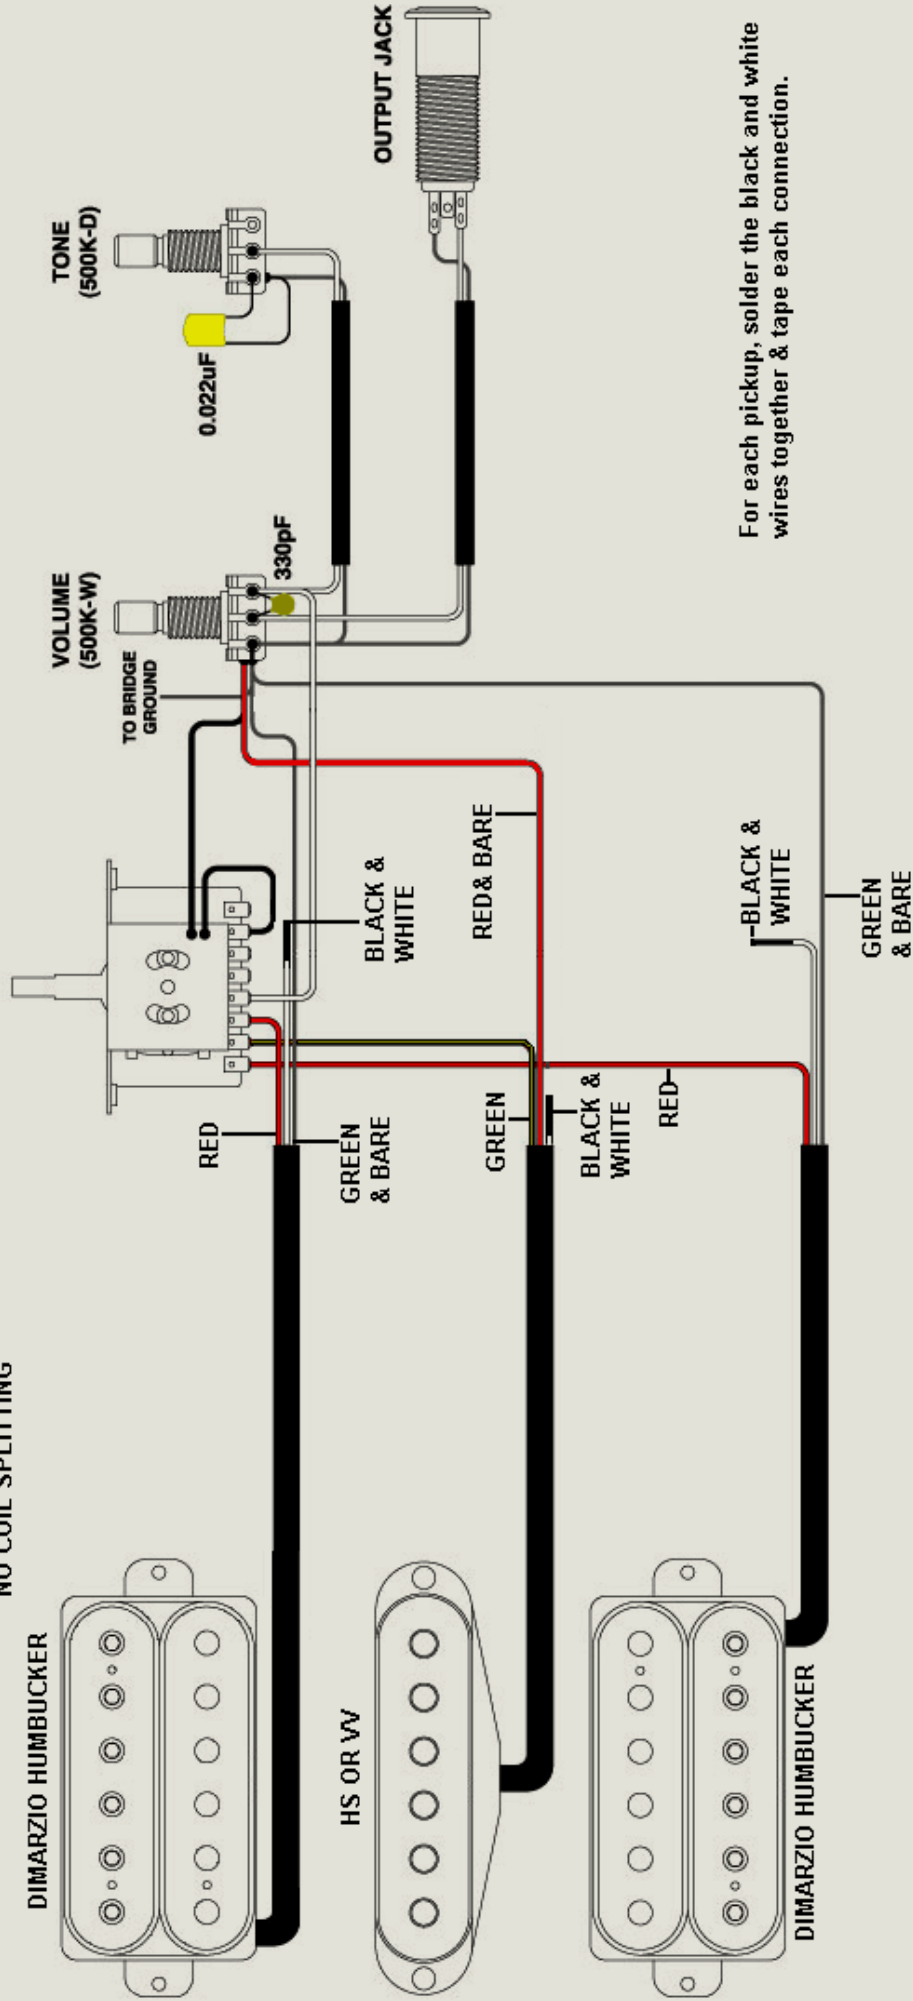 NO COIL SPLITTING
DIMARZIO HUMBUCKER
HS OR VV
DIMARZIO HUMBUCKER
RED
GREEN
& BARE
GREEN
BLACK &
WHITE
RED
BLACK &
WHITE
RED& BARE
BLACK &
WHITE
GREEN
& BARE
TO BRIDGE
GROUND
VOLUME
(500K-W)
330pF
0.022uF
TONE
(500K-D)
OUTPUT JACK
For each pickup, solder the black and white
wires together & tape each connection.